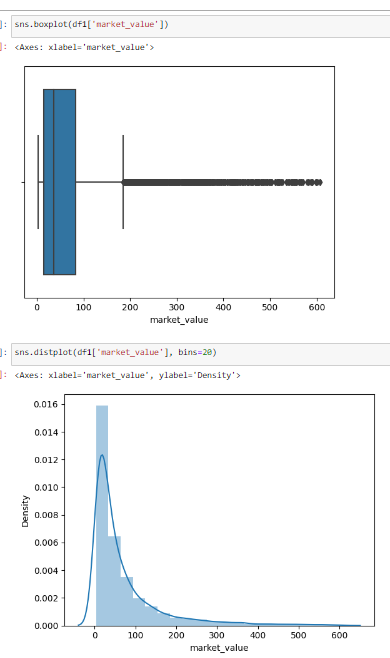 ]: sns.boxplot(df1['market_value'])
]: <Axes: xlabel='market_value'>
0 100 200 300 400 500 600
market_value
]: sns.distplot(df1['market_value'], bins=20)
]: <Axes: xlabel='market_value', ylabel='Density'>
0.016
0.014
0.012
0.010
0.008
0.006
0.004
0.002
0.000
Density
0 100 200 300 400 500 600
market_value